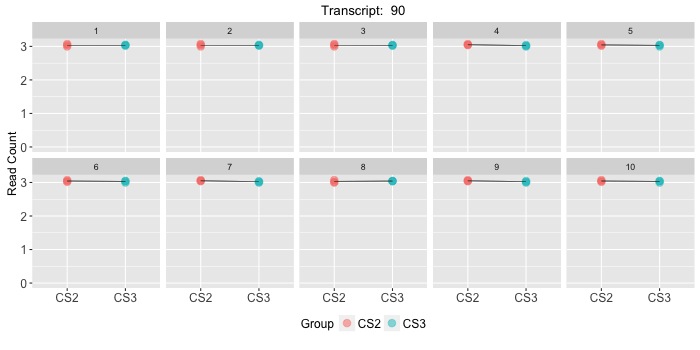 Transcript: 90
1 2 3 4 5
3
2
1
0
Read Count
6 7 8 9 10
3
2
1
0
CS2 CS3 CS2 CS3 CS2 CS3 CS2 CS3 CS2 CS3
Group CS2 CS3